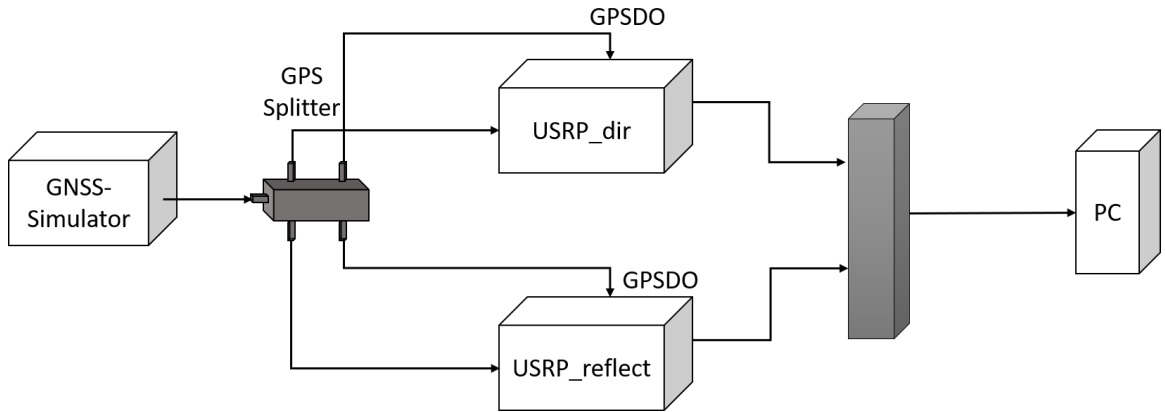 GPSDO
GPS
Splitter
USRP_dir
GNSS-
Simulator
PC
GPSDO
USRP_reflect